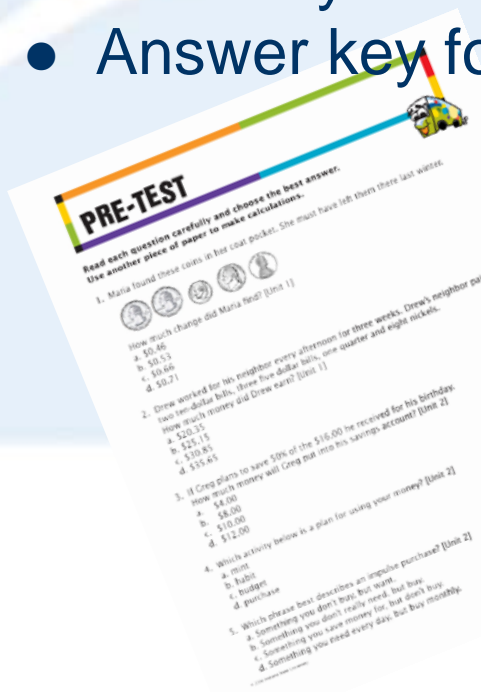 ● Answer key fo
PRE-TEST
Read each question carefully and choose the best answer.
Use another piece of paper to make calculations.
1. Maria found these coins in her coat pocket. She must have left them there last winter.
How much change did Maria find? [Unit 1]
a. $0.46
b. $0.53
c. $0.66
d. $0.71
2. Drew worked for his neighbor every afternoon for three weeks. Drew's neighbor pai
two ten-dollar bills, three five dollar bills, one quarter and eight nickels.
How much money did Drew earn? [Unit 1]
a. $20.35
b. $25.15
c. $30.85
d. $35.65
3. If Greg plans to save 50% of the $16.00 he received for his birthday.
How much money will Greg put into his savings account? [Unit 2]
a. $4.00
b. $8.00
c. $10.00
d. $12.00
4. Which activity below is a plan for using your money? [Unit 2]
a. mint
b. habit
c. budget
d. purchase
5. Which phrase best describes an impulse purchase? [Unit 2]
a. Something you don't buy, but want.
b. Something you don't really need, but buy.
c. Something you save money for, but don't buy.
d. Something you need every day, but buy monthly.